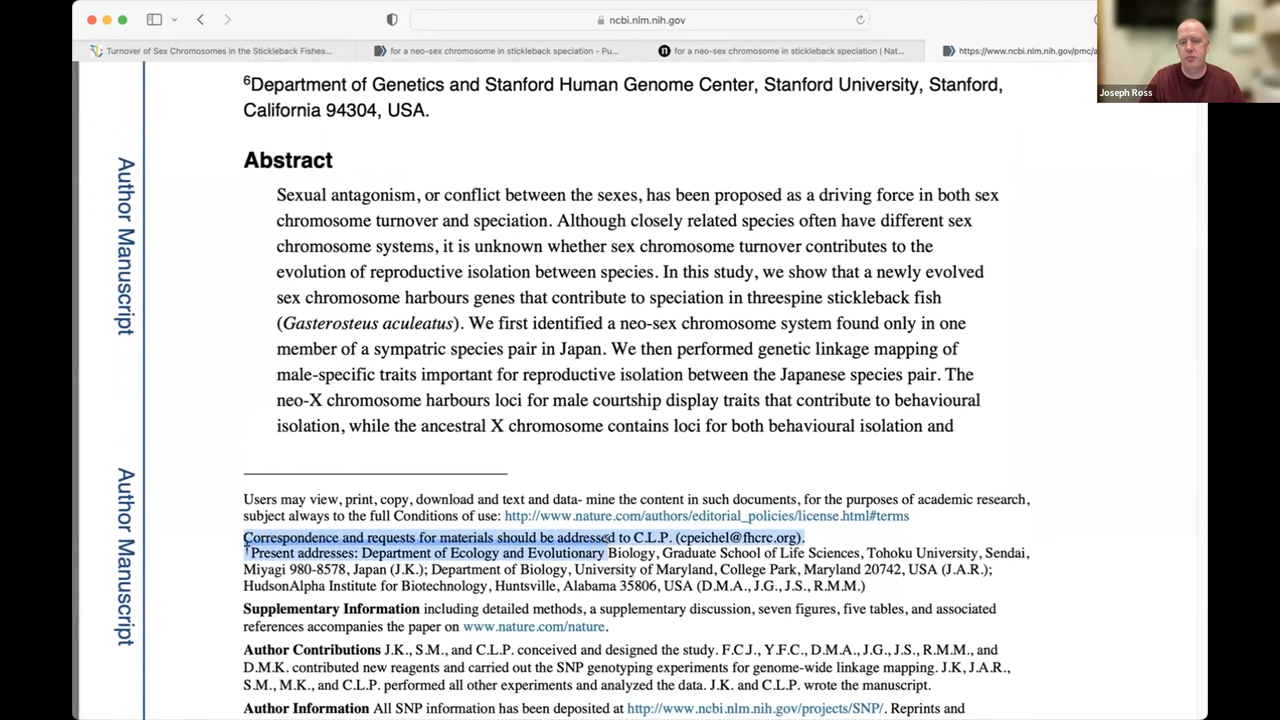 ncbi.nlm.nih.gov
Turnover of Sex Chromosomes in the Stickleback Fishes...
for a neo-sex chromosome in stickleback speciation - Pu...
for a neo-sex chromosome in stickleback speciation | Nat...
https://www.ncbi.nlm.nih.gov/pmc/a
Joseph Ross
6Department of Genetics and Stanford Human Genome Center, Stanford University, Stanford,
California 94304, USA.
Abstract
Sexual antagonism, or conflict between the sexes, has been proposed as a driving force in both sex
chromosome turnover and speciation. Although closely related species often have different sex
chromosome systems, it is unknown whether sex chromosome turnover contributes to the
evolution of reproductive isolation between species. In this study, we show that a newly evolved
sex chromosome harbours genes that contribute to speciation in threespine stickleback fish
(Gasterosteus aculeatus). We first identified a neo-sex chromosome system found only in one
member of a sympatric species pair in Japan. We then performed genetic linkage mapping of
male-specific traits important for reproductive isolation between the Japanese species pair. The
neo-X chromosome harbours loci for male courtship display traits that contribute to behavioural
isolation, while the ancestral X chromosome contains loci for both behavioural isolation and
Users may view, print, copy, download and text and data- mine the content in such documents, for the purposes of academic research,
subject always to the full Conditions of use: http://www.nature.com/authors/editorial_policies/license.html#terms
Correspondence and requests for materials should be addressed to C.L.P. (cpeichel@fhcrc.org).
†Present addresses: Department of Ecology and Evolutionary Biology, Graduate School of Life Sciences, Tohoku University, Sendai,
Miyagi 980-8578, Japan (J.K.); Department of Biology, University of Maryland, College Park, Maryland 20742, USA (J.A.R.);
HudsonAlpha Institute for Biotechnology, Huntsville, Alabama 35806, USA (D.M.A., J.G., J.S., R.M.M.)
Supplementary Information including detailed methods, a supplementary discussion, seven figures, five tables, and associated
references accompanies the paper on www.nature.com/nature.
Author Contributions J.K., S.M., and C.L.P. conceived and designed the study. F.C.J., Y.F.C., D.M.A., J.G., J.S., R.M.M., and
D.M.K. contributed new reagents and carried out the SNP genotyping experiments for genome-wide linkage mapping. J.K, J.A.R.,
S.M., M.K., and C.L.P. performed all other experiments and analyzed the data. J.K. and C.L.P. wrote the manuscript.
Author Information All SNP information has been deposited at http://www.ncbi.nlm.nih.gov/projects/SNP/. Reprints and
Author Manuscript
Author Manuscript